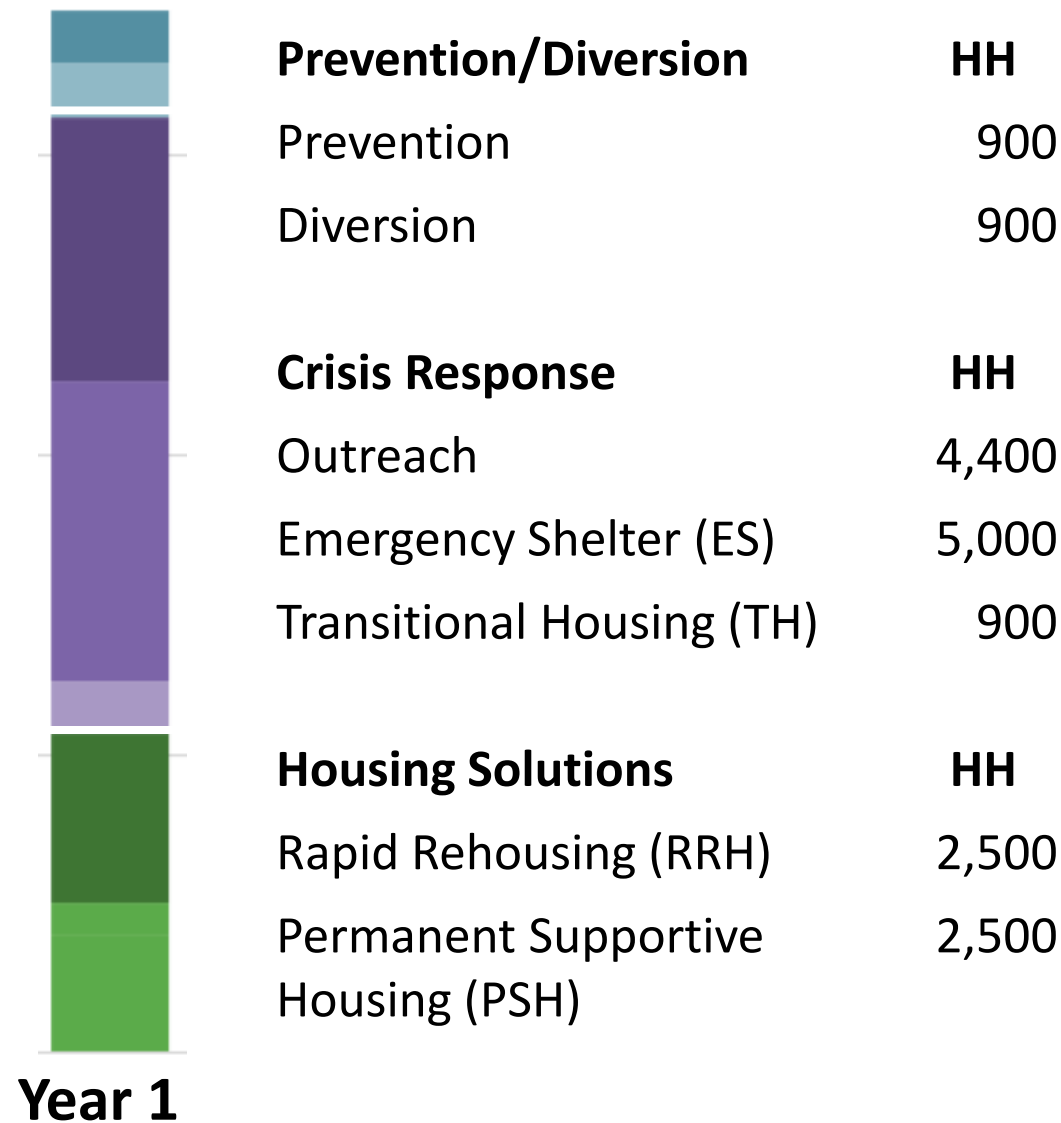 Prevention/Diversion HH
Prevention 900
Diversion 900
Crisis Response HH
Outreach 4,400
Emergency Shelter (ES) 5,000
Transitional Housing (TH) 900
Housing Solutions HH
Rapid Rehousing (RRH) 2,500
Permanent Supportive 2,500
Housing (PSH)
Year 1